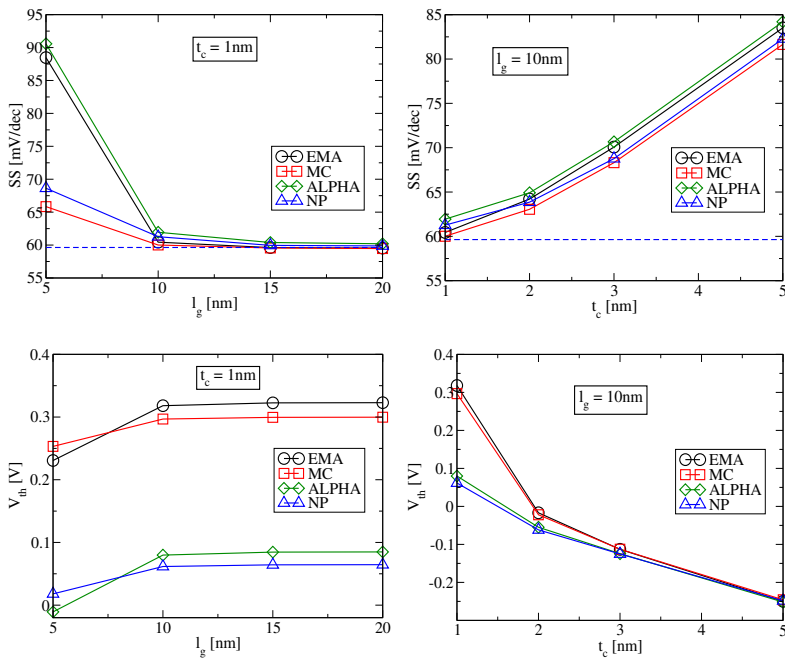 t_c = 1nm
SS [mV/dec]
95
90
85
80
75
70
65
60
55
EMA
MC
ALPHA
NP
5
10
15
20
l_g [nm]
l_g = 10nm
SS [mV/dec]
85
80
75
70
65
60
55
EMA
MC
ALPHA
NP
1
2
3
4
5
t_c [nm]
t_c = 1nm
V_th [V]
0.4
0.3
0.2
0.1
0
EMA
MC
ALPHA
NP
5
10
15
20
l_g [nm]
l_g = 10nm
V_th [V]
0.4
0.3
0.2
0.1
0
-0.1
-0.2
EMA
MC
ALPHA
NP
1
2
3
4
5
t_c [nm]